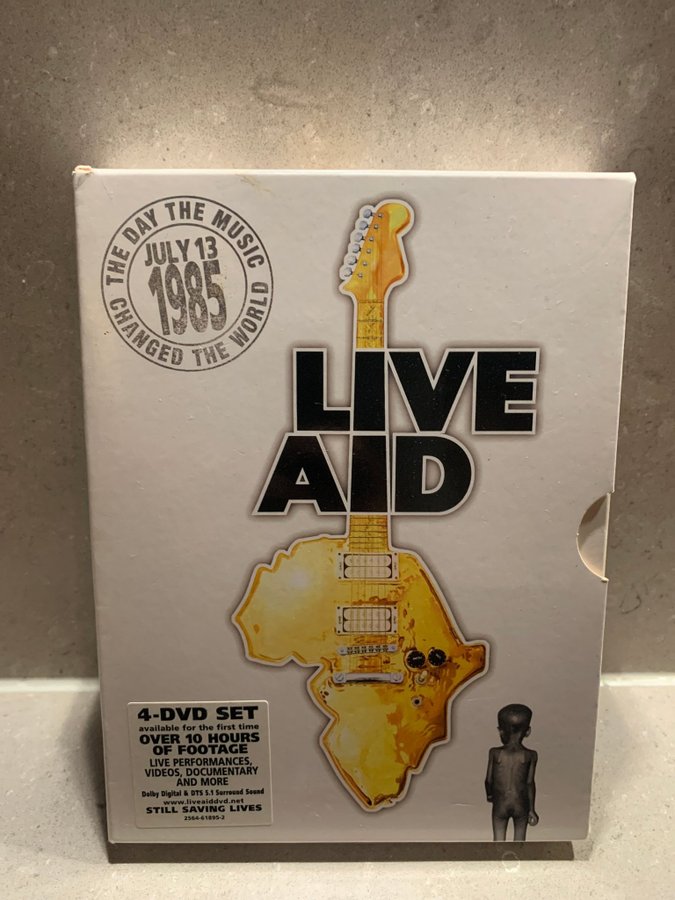 THE DAY THE MUSIC
JULY 13
1985
CHANGED THE WORLD
LIVE
AID
4-DVD SET
available for the first time
OVER 10 HOURS
OF FOOTAGE
LIVE PERFORMANCES,
VIDEOS, DOCUMENTARY
AND MORE
Dolby Digital & DTS 5.1 Surround Sound
www.liveaiddvd.net
STILL SAVING LIVES
2564-61895-2